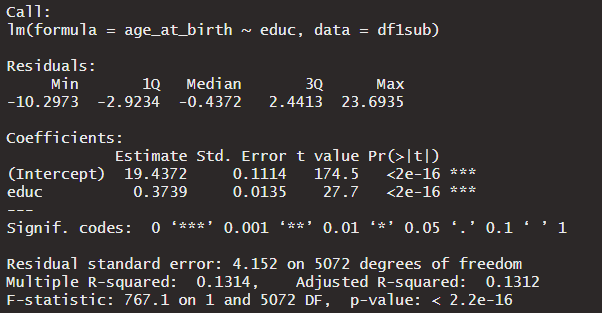 Call:
lm(formula = age_at_birth ~ educ, data = df1sub)
Residuals:
Min 1Q Median 3Q Max
-10.2973 -2.9234 -0.4372 2.4413 23.6935
Coefficients:
Estimate Std. Error t value Pr(>|t|)
(Intercept) 19.4372 0.1114 174.5 <2e-16 ***
educ 0.3739 0.0135 27.7 <2e-16 ***
---
Signif. codes: 0 ‘***’ 0.001 ‘**’ 0.01 ‘*’ 0.05 ‘.’ 0.1 ‘ ’ 1
Residual standard error: 4.152 on 5072 degrees of freedom
Multiple R-squared: 0.1314, Adjusted R-squared: 0.1312
F-statistic: 767.1 on 1 and 5072 DF, p-value: < 2.2e-16